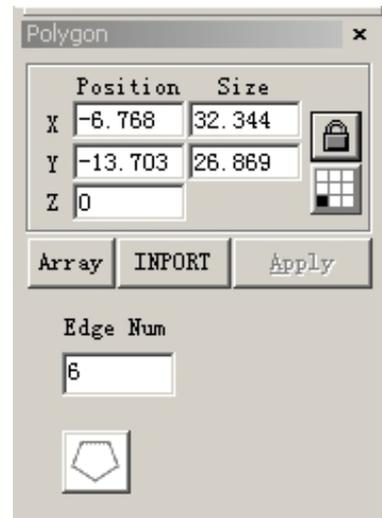 Polygon
Position Size
X -6.768 32.344
Y -13.703 26.869
Z 0
Array INPORT Apply
Edge Num
6